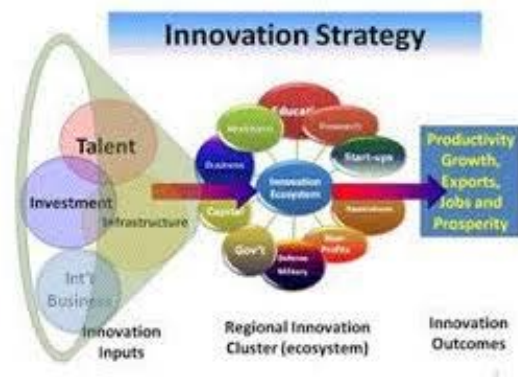 Innovation Strategy
Talent
Investment
Infrastructure
Int'l
Business
Innovation
Inputs
Education
Research
Start-ups
Non-
Profits
Defense
Military
Gov't
Capital
Business
Innovation
Ecosystem
Regional Innovation
Cluster (ecosystem)
Productivity
Growth,
Exports,
Jobs and
Prosperity
Innovation
Outcomes